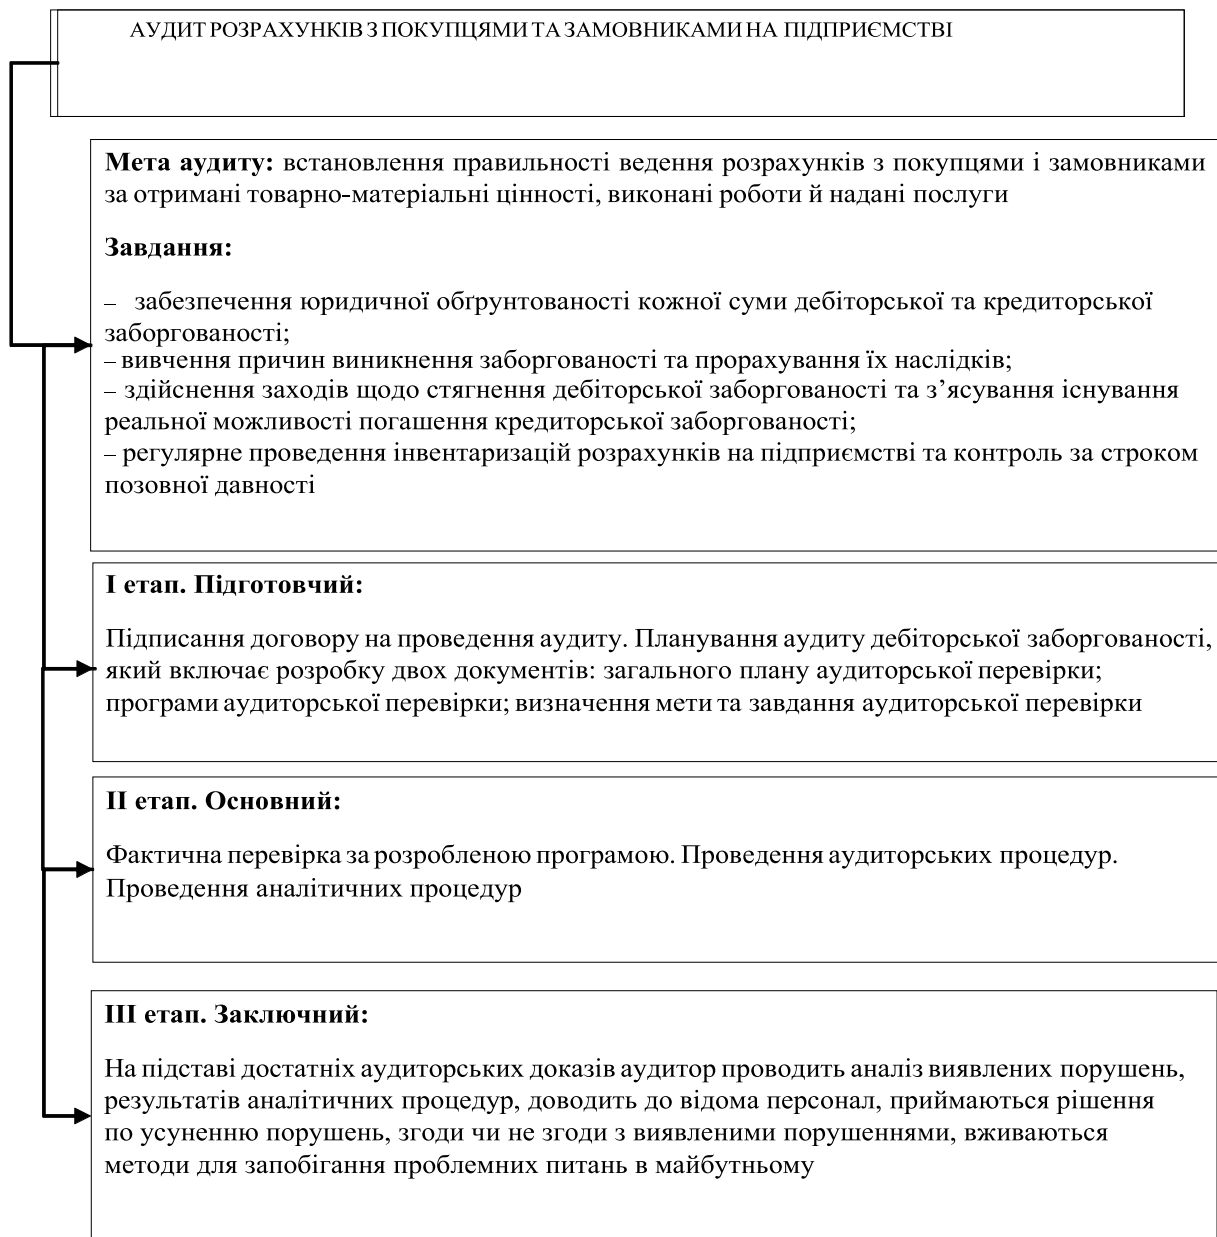 АУДИТ РОЗРАХУНКІВ З ПОКУПЦЯМИ ТА ЗАМОВНИКАМИ НА ПІДПРИЄМСТВІ
Мета аудиту: встановлення правильності ведення розрахунків з покупцями і замовниками
за отримані товарно-матеріальні цінності, виконані роботи й надані послуги
Завдання:
– забезпечення юридичної обґрунтованості кожної суми дебіторської та кредиторської
заборгованості;
– вивчення причин виникнення заборгованості та прорахування їх наслідків;
– здійснення заходів щодо стягнення дебіторської заборгованості та з’ясування існування
реальної можливості погашення кредиторської заборгованості;
– регулярне проведення інвентаризацій розрахунків на підприємстві та контроль за строком
позовної давності
І етап. Підготовчий:
Підписання договору на проведення аудиту. Планування аудиту дебіторської заборгованості,
який включає розробку двох документів: загального плану аудиторської перевірки;
програми аудиторської перевірки; визначення мети та завдання аудиторської перевірки
ІІ етап. Основний:
Фактична перевірка за розробленою програмою. Проведення аудиторських процедур.
Проведення аналітичних процедур
ІІІ етап. Заключний:
На підставі достатніх аудиторських доказів аудитор проводить аналіз виявлених порушень,
результатів аналітичних процедур, доводить до відома персонал, приймаються рішення
по усуненню порушень, згоди чи не згоди з виявленими порушеннями, вживаються
методи для запобігання проблемних питань в майбутньому